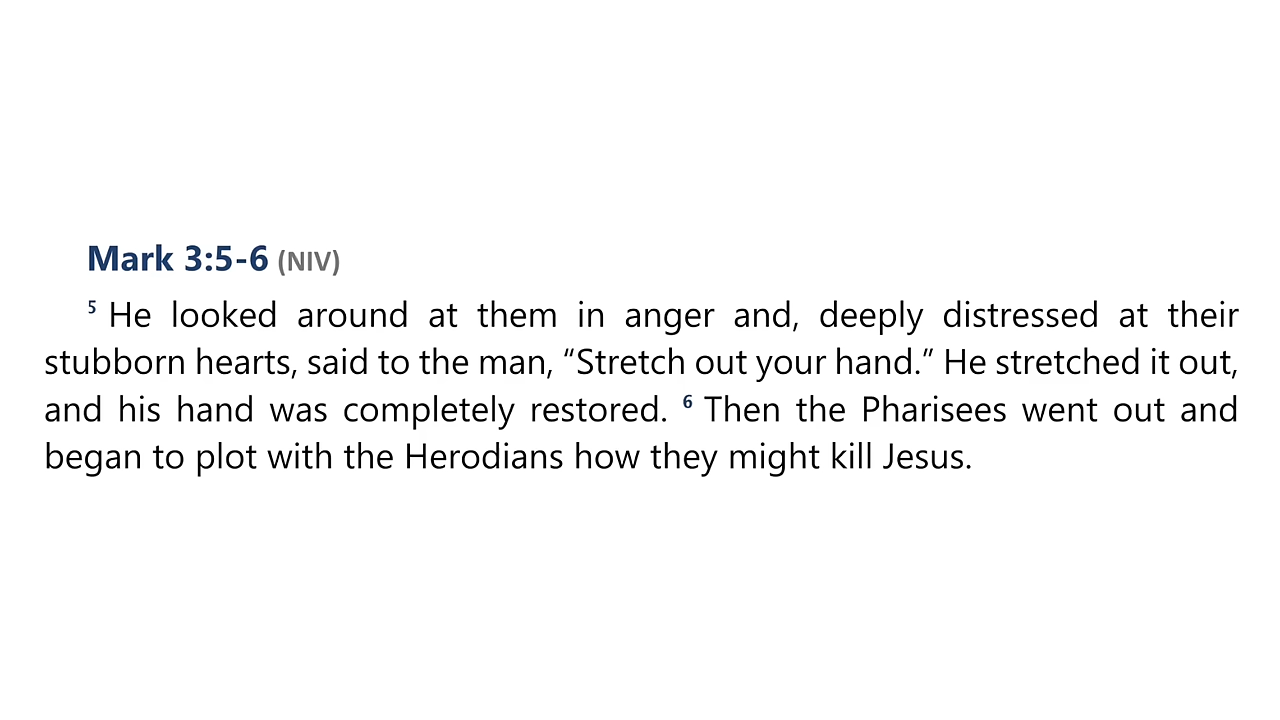 Mark 3:5-6 (NIV)
5 He looked around at them in anger and, deeply distressed at their
stubborn hearts, said to the man, “Stretch out your hand.” He stretched it out,
and his hand was completely restored. 6 Then the Pharisees went out and
began to plot with the Herodians how they might kill Jesus.